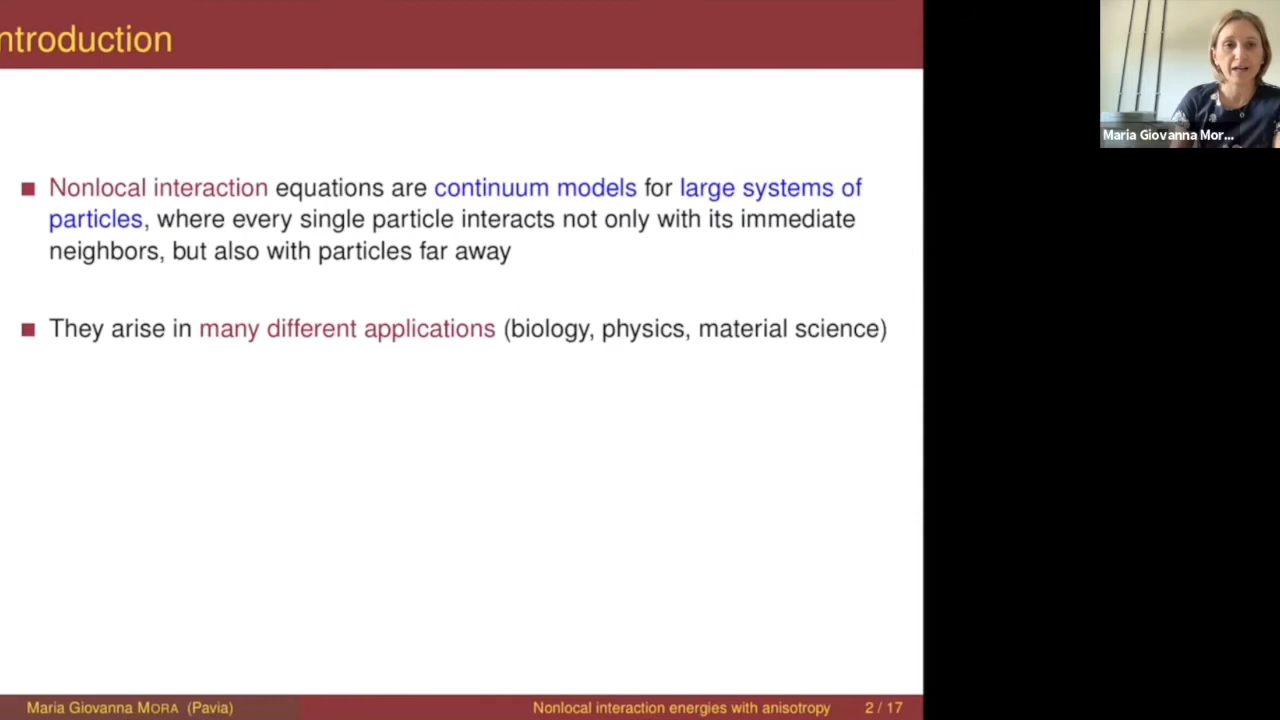 ntroduction
Maria Giovanna Mor...
Nonlocal interaction equations are continuum models for large systems of
particles, where every single particle interacts not only with its immediate
neighbors, but also with particles far away
They arise in many different applications (biology, physics, material science)
Maria Giovanna MORA (Pavia) Nonlocal interaction energies with anisotropy 2 / 17